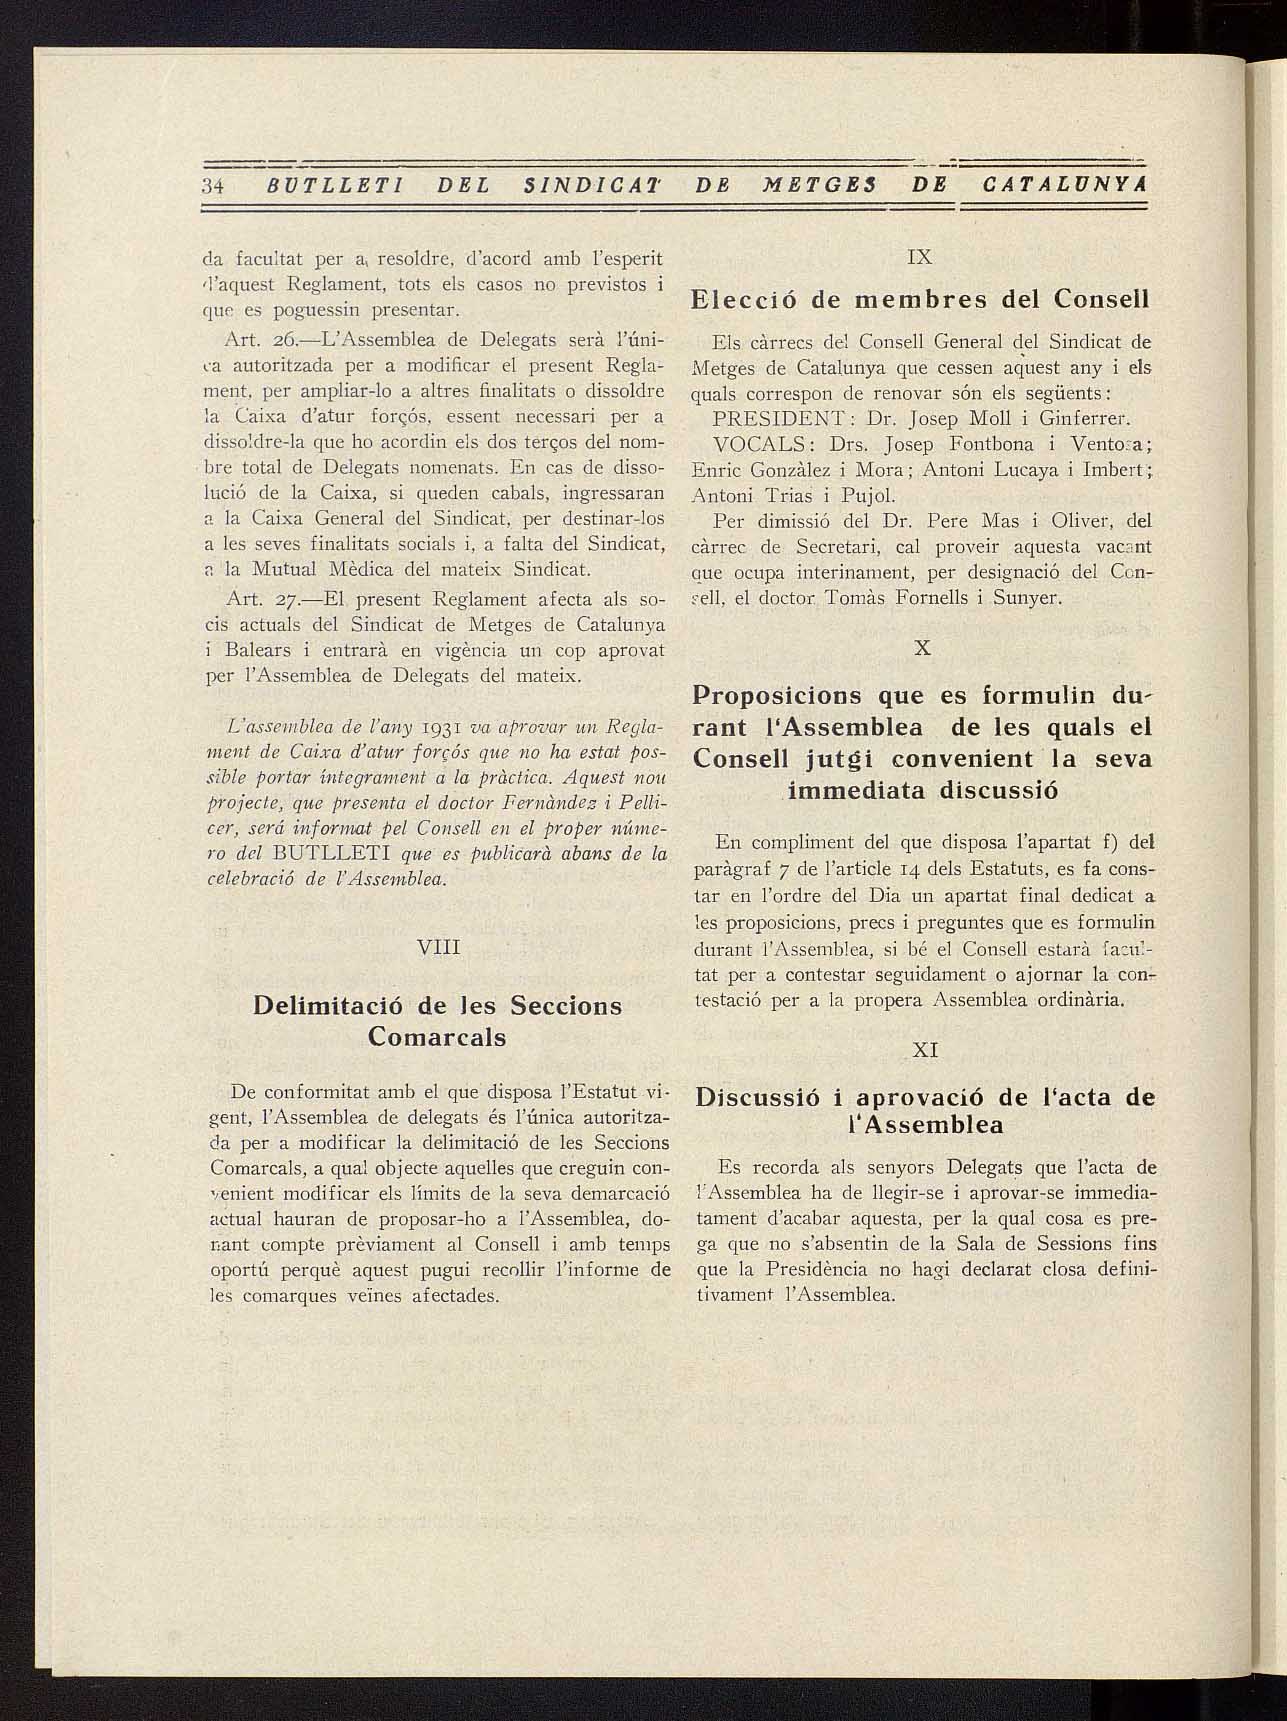 34 BUTLLETI DEL SINDICAT DE METGES DE CATALUNYA
da facultat per a resoldre, d'acord amb l'esperit
d'aquest Reglament, tots els casos no previstos i
que es poguessin presentar.
Art. 26.—L'Assemblea de Delegats serà l'úni-
ca autoritzada per a modificar el present Regla-
ment, per ampliar-lo a altres finalitats o dissoldre
la Caixa d'atur forçós, essent necessari per a
dissoldre-la que ho acordin els dos terços del nom-
bre total de Delegats nomenats. En cas de disso-
lució de la Caixa, si queden cabals, ingressaran
a la Caixa General del Sindicat, per destinar-los
a les seves finalitats socials i, a falta del Sindicat,
a la Mutual Mèdica del mateix Sindicat.
Art. 27.—El present Reglament afecta als so-
cis actuals del Sindicat de Metges de Catalunya
i Balears i entrarà en vigència un cop aprovat
per l'Assemblea de Delegats del mateix.
L'assemblea de l'any 1931 va aprovar un Regla-
ment de Caixa d'atur forçós que no ha estat pos-
sible portar íntegrament a la pràctica. Aquest nou
projecte, que presenta el doctor Fernàndez i Pelli-
cer, será informat pel Consell en el proper núme-
ro del BUTLLETI que es publicarà abans de la
celebració de l'Assemblea.
VIII
Delimitació de les Seccions
Comarcals
De conformitat amb el que disposa l'Estatut vi-
gent, l'Assemblea de delegats és l'única autoritza-
da per a modificar la delimitació de les Seccions
Comarcals, a qual objecte aquelles que creguin con-
venient modificar els límits de la seva demarcació
actual hauran de proposar-ho a l'Assemblea, do-
nant compte prèviament al Consell i amb temps
oportú perquè aquest pugui recollir l'informe de
les comarques veïnes afectades.
IX
Elecció de membres del Consell
Els càrrecs del Consell General del Sindicat de
Metges de Catalunya que cessen aquest any i els
quals correspon de renovar són els següents:
PRESIDENT: Dr. Josep Moll i Ginferrer.
VOCALS: Drs. Josep Fontbona i Ventosa;
Enric Gonzàlez i Mora; Antoni Lucaya i Imbert;
Antoni Trias i Pujol.
Per dimissió del Dr. Pere Mas i Oliver, del
càrrec de Secretari, cal proveir aquesta vacant
que ocupa interinament, per designació del Con-
sell, el doctor Tomàs Fornells i Sunyer.
X
Proposicions que es formulin du-
rant l'Assemblea de les quals el
Consell jutgi convenient la seva
immediata discussió
En compliment del que disposa l'apartat f) del
paràgraf 7 de l'article 14 dels Estatuts, es fa cons-
tar en l'ordre del Dia un apartat final dedicat a
les proposicions, precs i preguntes que es formulin
durant l'Assemblea, si bé el Consell estarà facul-
tat per a contestar seguidament o ajornar la con-
testació per a la propera Assemblea ordinària.
XI
Discussió i aprovació de l'acta de
l'Assemblea
Es recorda als senyors Delegats que l'acta de
l'Assemblea ha de llegir-se i aprovar-se immedia-
tament d'acabar aquesta, per la qual cosa es pre-
ga que no s'absentin de la Sala de Sessions fins
que la Presidència no hagi declarat closa defini-
tivament l'Assemblea.